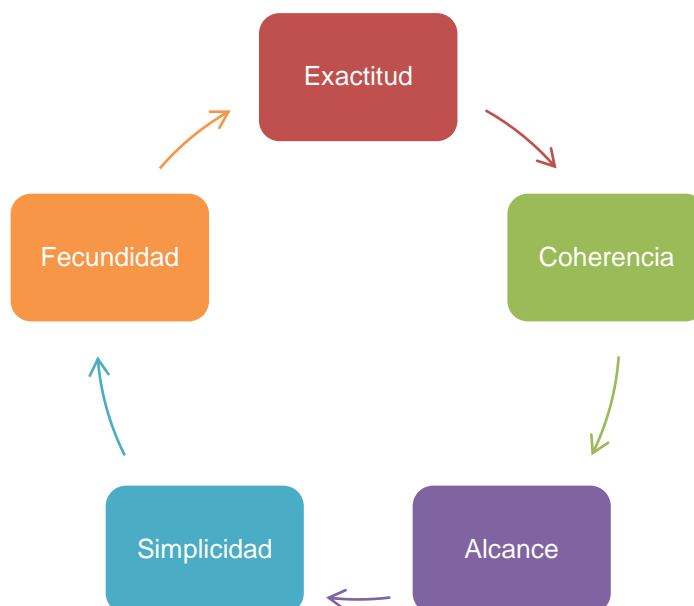 Exactitud
Coherencia
Alcance
Simplicidad
Fecundidad